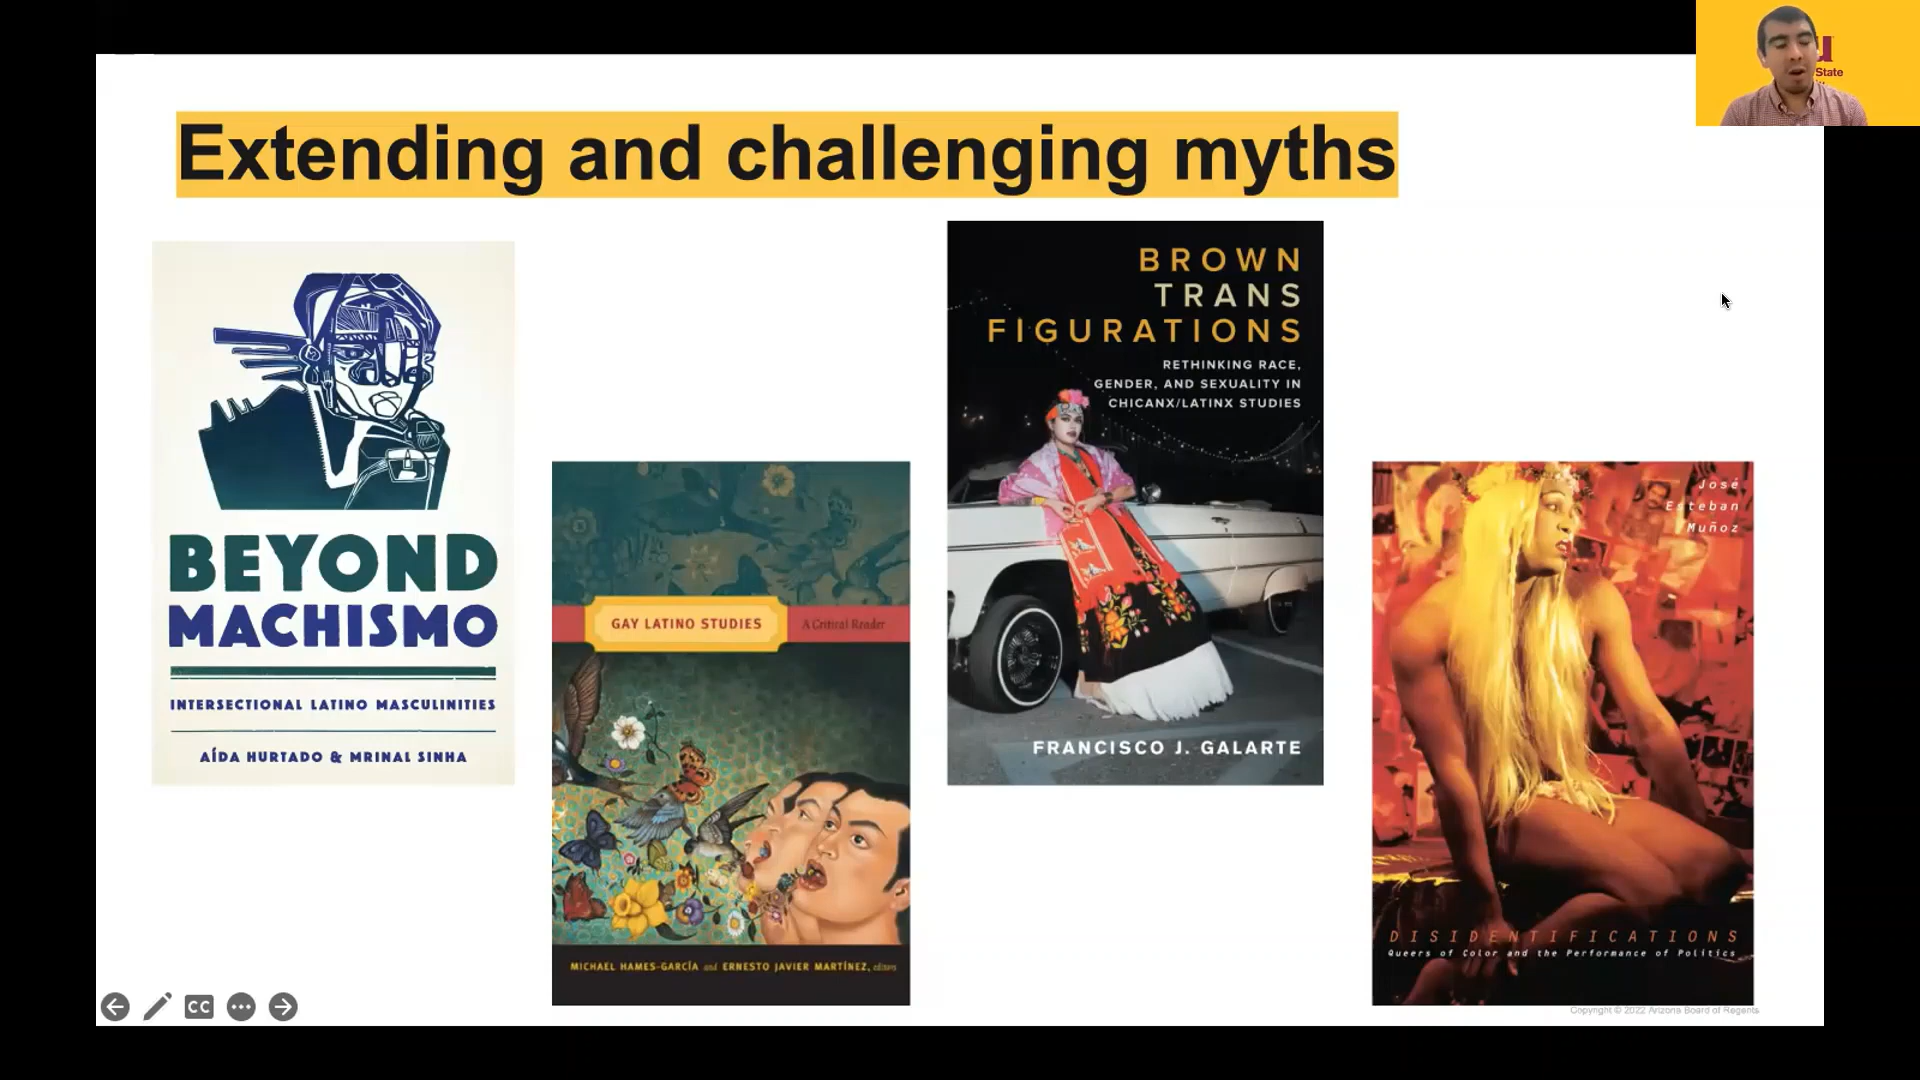 Extending and challenging myths
u
State
BEYOND
MACHISMO
INTERSECTIONAL LATINO MASCULINITIES
AÍDA HURTADO & MRINAL SINHA
GAY LATINO STUDIES
A Critical Reader
MICHAEL HAMES-GARCÍA and ERNESTO JAVIER MARTÍNEZ, editors
BROWN
TRANS
FIGURATIONS
RETHINKING RACE,
GENDER, AND SEXUALITY IN
CHICANX/LATINX STUDIES
FRANCISCO J. GALARTE
José
Esteban
Muñoz
DISIDENTIFICATIONS
Queers of Color and the Performance of Politics
CC
Copyright © 2022 Arizona Board of Regents